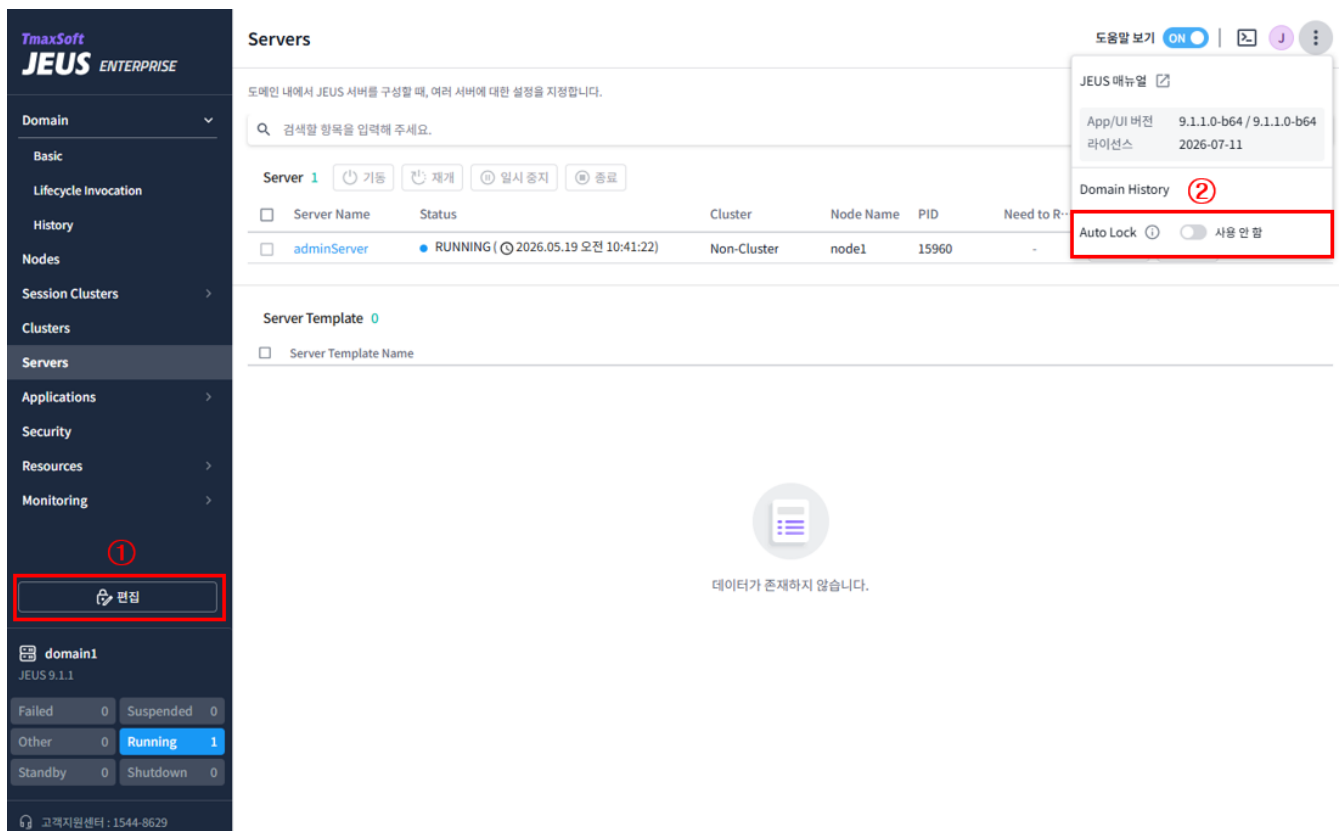 TmaxSoft
JEUS ENTERPRISE
Domain
Basic
Lifecycle Invocation
History
Nodes
Session Clusters
Clusters
Servers
Applications
Security
Resources
Monitoring
①
편집
domain1
JEUS 9.1.1
Failed 0 Suspended 0
Other 0 Running 1
Standby 0 Shutdown 0
고객지원센터 : 1544-8629
Servers
도움말 보기 ON J
도메인 내에서 JEUS 서버를 구성할 때, 여러 서버에 대한 설정을 지정합니다.
검색할 항목을 입력해 주세요.
Server 1 기동 재개 일시 중지 종료
Server Name Status Cluster Node Name PID Need to R···
adminServer RUNNING ( 2026.05.19 오전 10:41:22) Non-Cluster node1 15960 -
Server Template 0
Server Template Name
데이터가 존재하지 않습니다.
JEUS 매뉴얼
App/UI 버전 9.1.1.0-b64 / 9.1.1.0-b64
라이선스 2026-07-11
Domain History ②
Auto Lock 사용 안 함